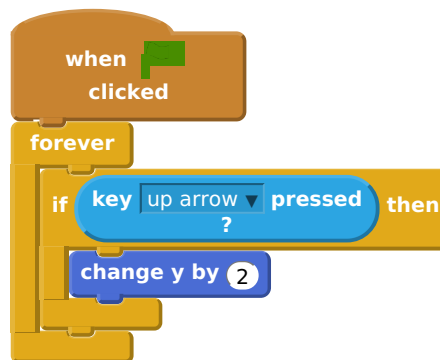 when
clicked
forever
if key up arrow ▼ pressed then
?
change y by 2